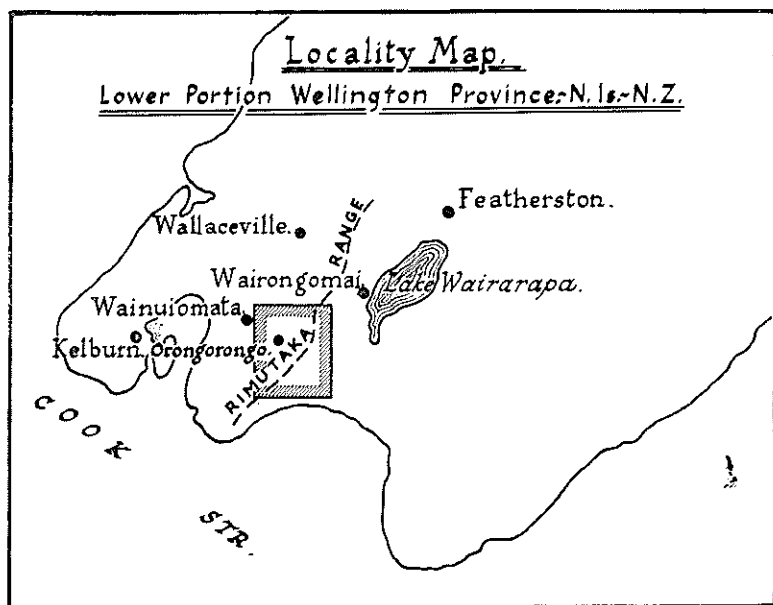 Locality Map.
Lower Portion Wellington Province:-N.Is.-N.Z.
Featherston.
Wallaceville.
RIMUTAKA RANGE
Wairongomai.
Lake Wairarapa.
Wainuiomata.
Kelburn.
Orongorongo.
COOK
STR.